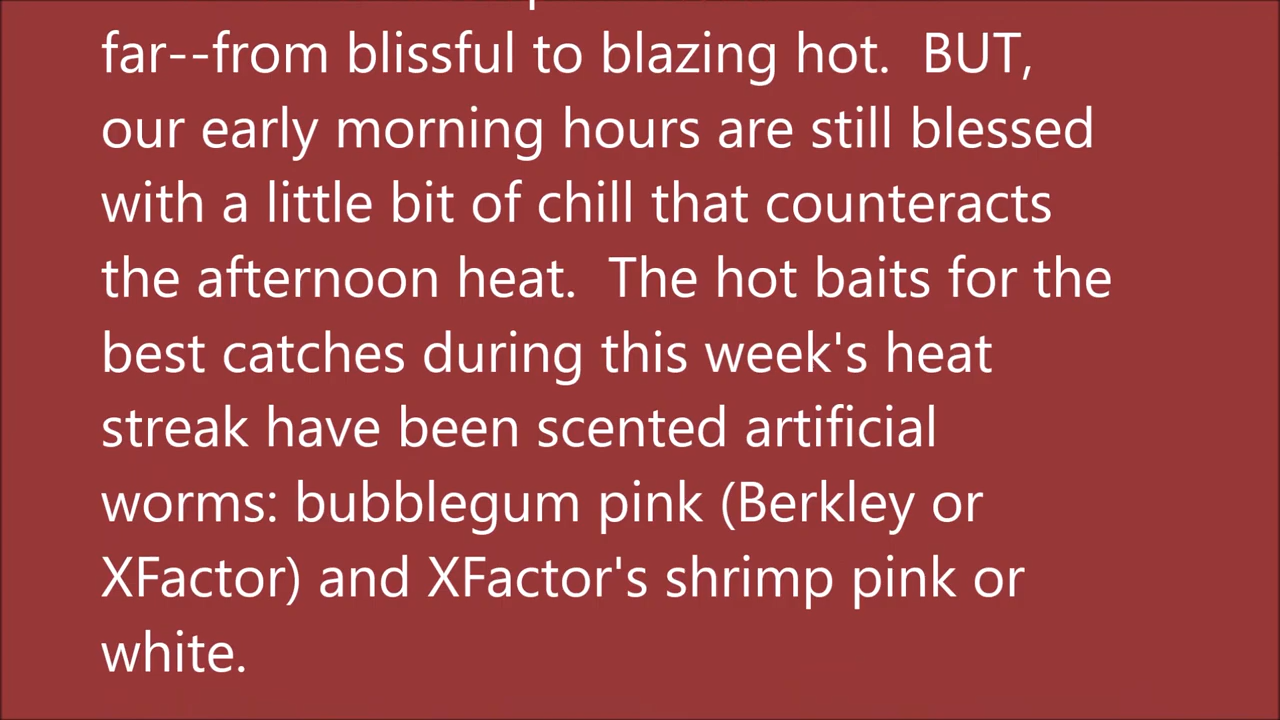 far--from blissful to blazing hot.  BUT,
our early morning hours are still blessed
with a little bit of chill that counteracts
the afternoon heat.  The hot baits for the
best catches during this week's heat
streak have been scented artificial
worms: bubblegum pink (Berkley or
XFactor) and XFactor's shrimp pink or
white.